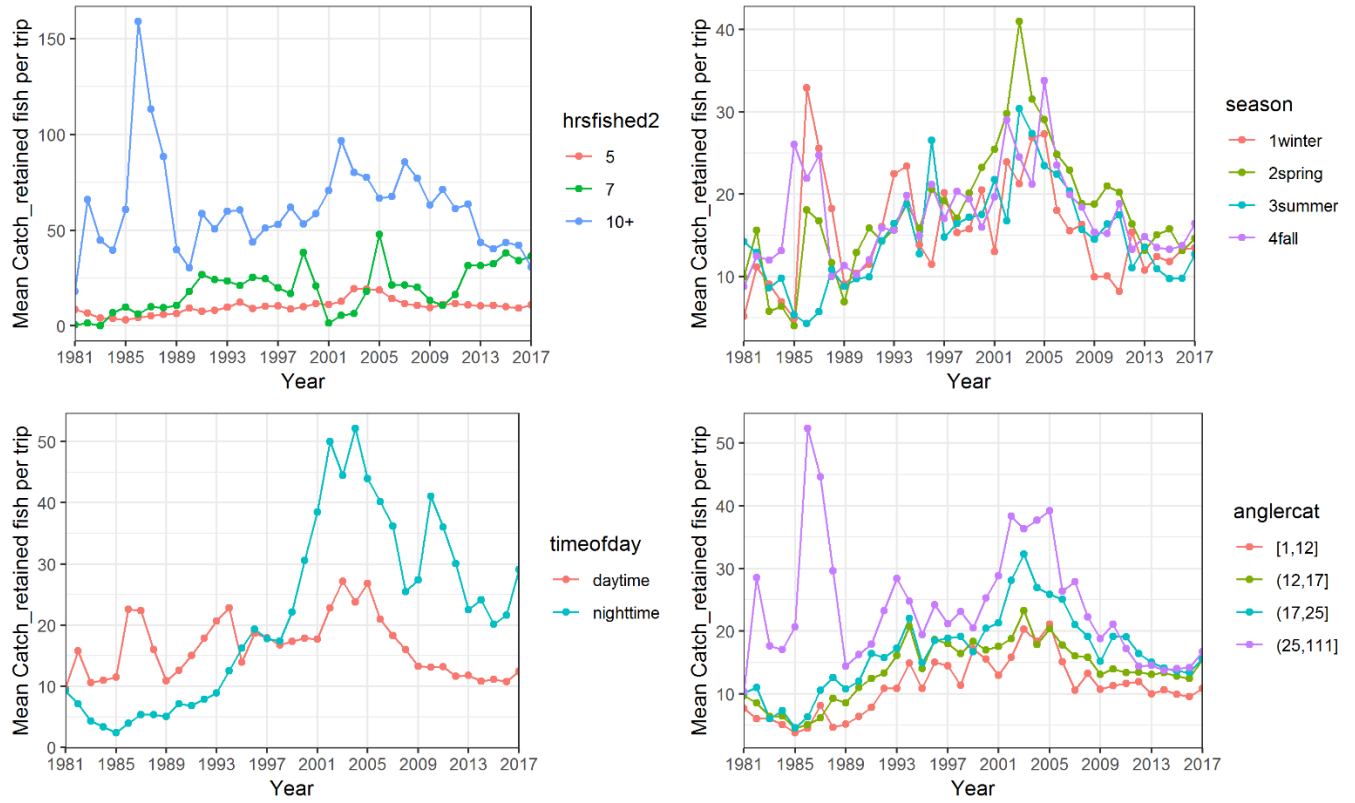 Mean Catch_retained fish per trip
150
100
50
0
1981 1985 1989 1993 1997 2001 2005 2009 2013 2017
Year
hrsfished2
5
7
10+
Mean Catch_retained fish per trip
40
30
20
10
1981 1985 1989 1993 1997 2001 2005 2009 2013 2017
Year
season
1winter
2spring
3summer
4fall
Mean Catch_retained fish per trip
50
40
30
20
10
0
1981 1985 1989 1993 1997 2001 2005 2009 2013 2017
Year
timeofday
daytime
nighttime
Mean Catch_retained fish per trip
50
40
30
20
10
1981 1985 1989 1993 1997 2001 2005 2009 2013 2017
Year
anglercat
[1,12]
(12,17]
(17,25]
(25,111]